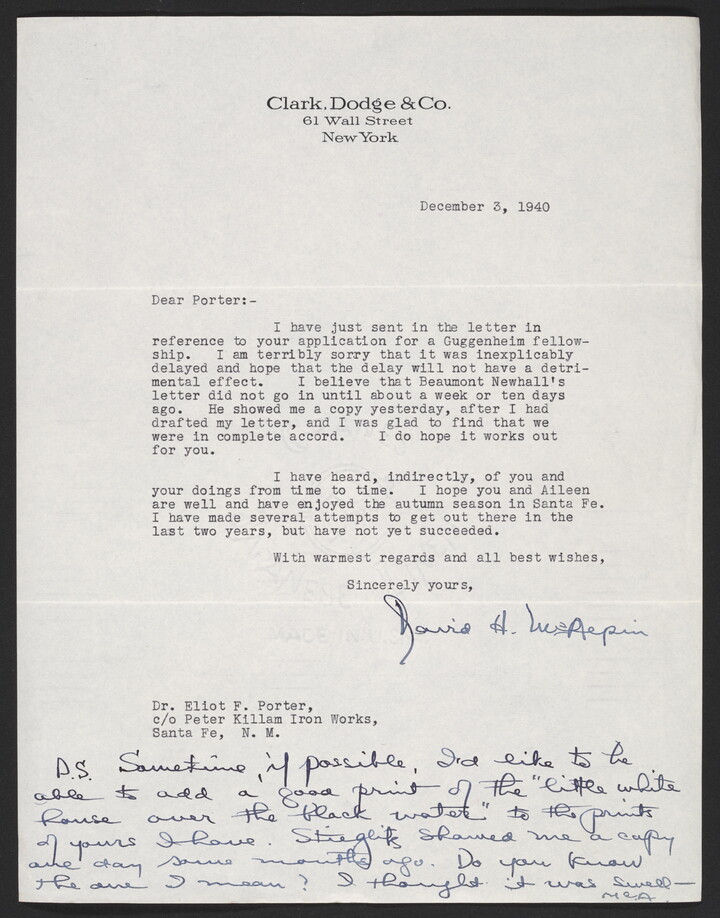 Clark, Dodge & Co.
61 Wall Street
New York
December 3, 1940
Dear Porter:-
I have just sent in the letter in
reference to your application for a Guggenheim fellow-
ship. I am terribly sorry that it was inexplicably
delayed and hope that the delay will not have a detri-
mental effect. I believe that Beaumont Newhall's
letter did not go in until about a week or ten days
ago. He showed me a copy yesterday, after I had
drafted my letter, and I was glad to find that we
were in complete accord. I do hope it works out
for you.
I have heard, indirectly, of you and
your doings from time to time. I hope you and Aileen
are well and have enjoyed the autumn season in Santa Fe.
I have made several attempts to get out there in the
last two years, but have not yet succeeded.
With warmest regards and all best wishes,
Sincerely yours,
David H. McAlpin
Dr. Eliot F. Porter,
c/o Peter Killam Iron Works,
Santa Fe, N. M.
P.S. Sometime, if possible, I'd like to be
able to add a good print of the "little white
house over the black water" to the prints
of yours I have. Stieglitz showed me a copy
one day some months ago. Do you know
the one I mean? I thought it was swell—
McA.